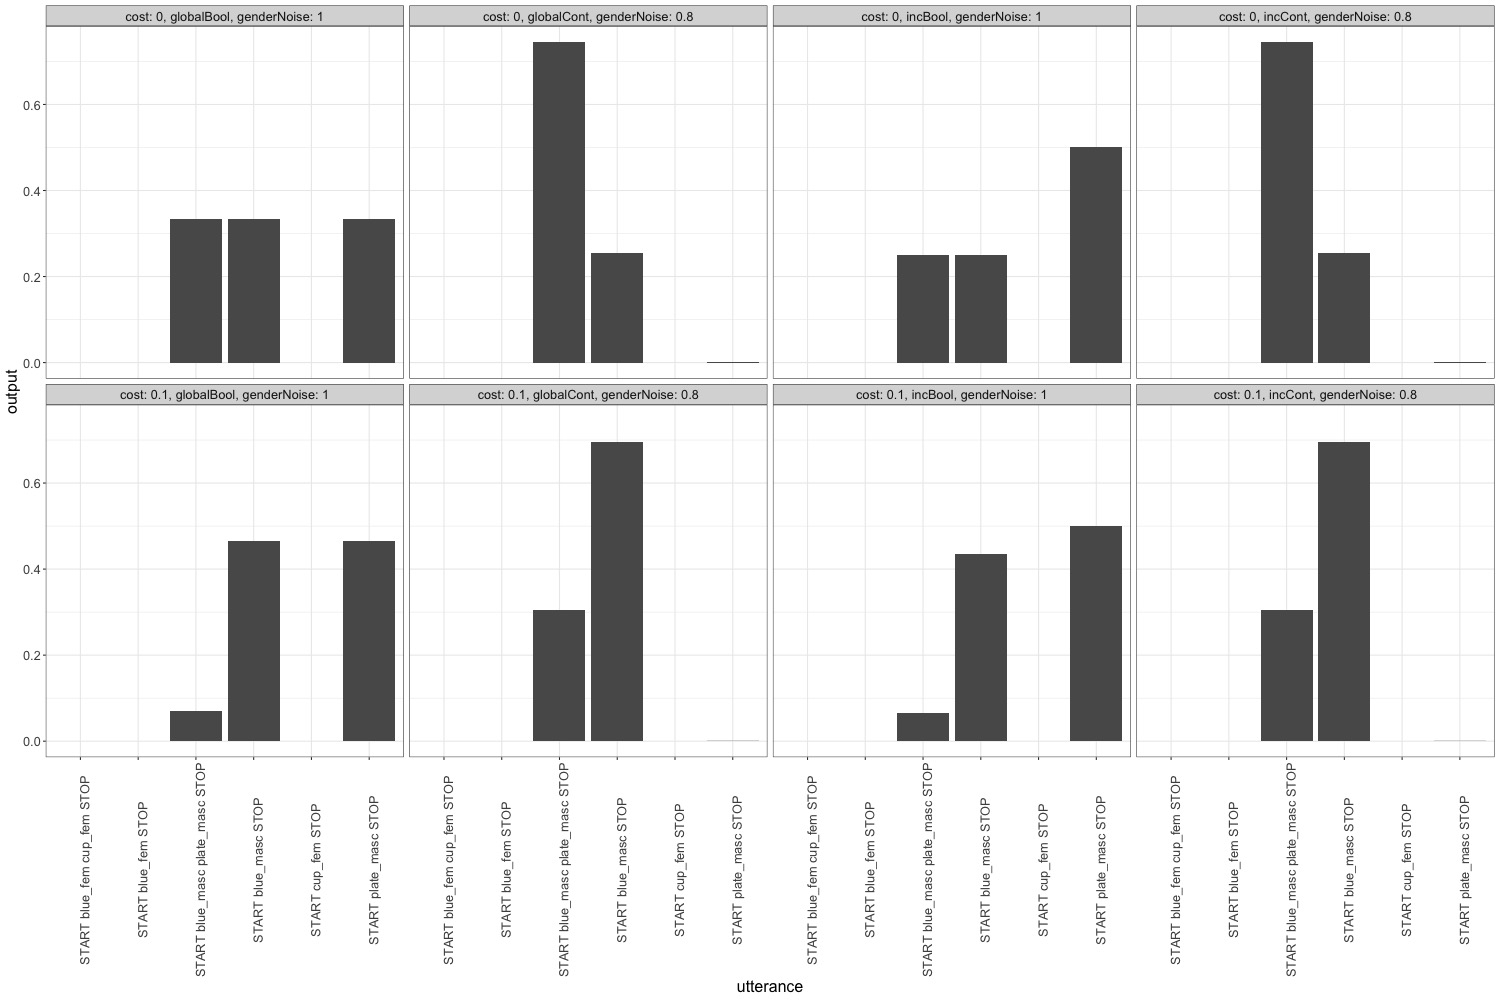 cost: 0, globalBool, genderNoise: 1
cost: 0, globalCont, genderNoise: 0.8
cost: 0, incBool, genderNoise: 1
cost: 0, incCont, genderNoise: 0.8
0.6
0.4
0.2
0.0
output
cost: 0.1, globalBool, genderNoise: 1
cost: 0.1, globalCont, genderNoise: 0.8
cost: 0.1, incBool, genderNoise: 1
cost: 0.1, incCont, genderNoise: 0.8
0.6
0.4
0.2
0.0
START blue_fem cup_fem STOP
START blue_fem STOP
START blue_masc plate_masc STOP
START blue_masc STOP
START cup_fem STOP
START plate_masc STOP
START blue_fem cup_fem STOP
START blue_fem STOP
START blue_masc plate_masc STOP
START blue_masc STOP
START cup_fem STOP
START plate_masc STOP
START blue_fem cup_fem STOP
START blue_fem STOP
START blue_masc plate_masc STOP
START blue_masc STOP
START cup_fem STOP
START plate_masc STOP
START blue_fem cup_fem STOP
START blue_fem STOP
START blue_masc plate_masc STOP
START blue_masc STOP
START cup_fem STOP
START plate_masc STOP
utterance